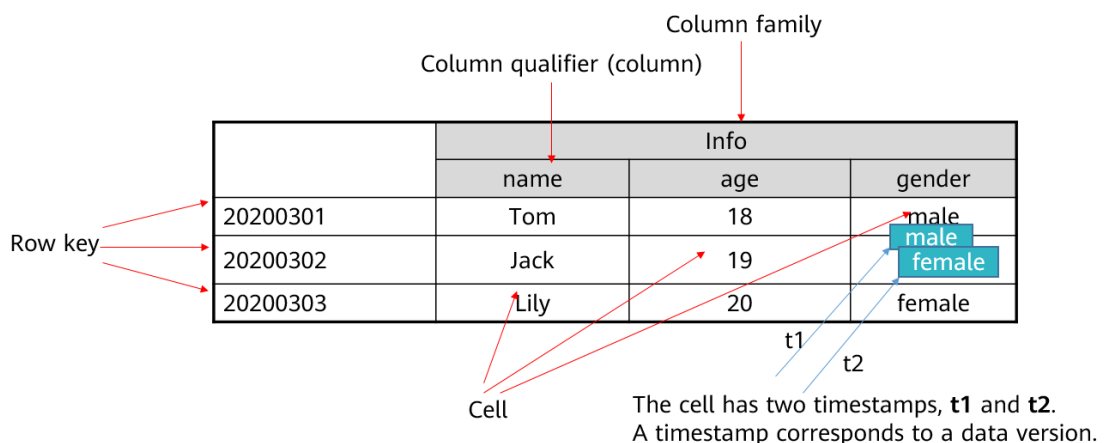 Column family
Column qualifier (column)
Info
name age gender
20200301 Tom 18 male
Row key
20200302 Jack 19 male
female
20200303 Lily 20 female
t1
t2
Cell
The cell has two timestamps, t1 and t2.
A timestamp corresponds to a data version.